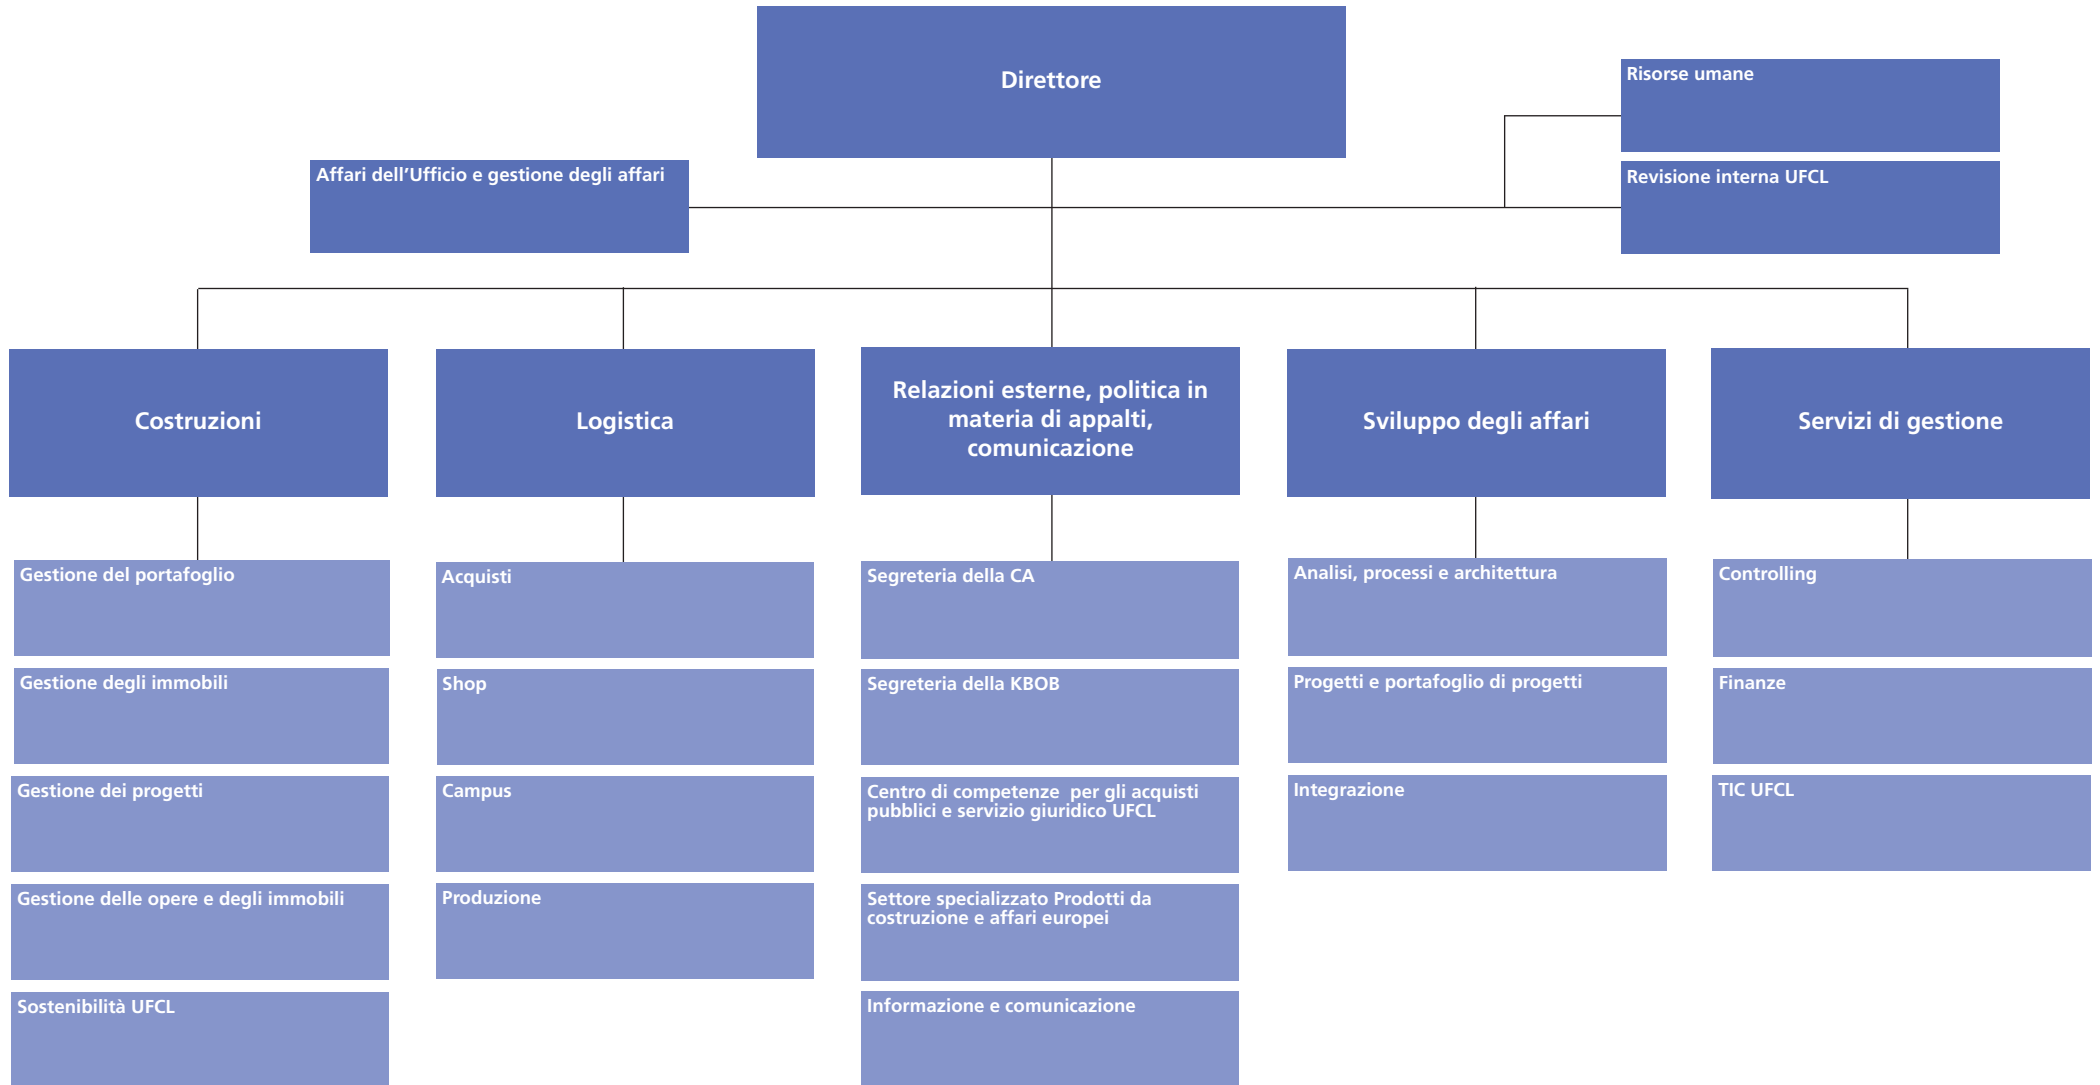 Direttore
Risorse umane
Affari dell’Ufficio e gestione degli affari
Revisione interna UFCL
Costruzioni
Logistica
Relazioni esterne, politica in
materia di appalti,
comunicazione
Sviluppo degli affari
Servizi di gestione
Gestione del portafoglio
Gestione degli immobili
Gestione dei progetti
Gestione delle opere e degli immobili
Sostenibilità UFCL
Acquisti
Shop
Campus
Produzione
Segreteria della CA
Segreteria della KBOB
Centro di competenze  per gli acquisti
pubblici e servizio giuridico UFCL
Settore specializzato Prodotti da
costruzione e affari europei
Informazione e comunicazione
Analisi, processi e architettura
Progetti e portafoglio di progetti
Integrazione
Controlling
Finanze
TIC UFCL